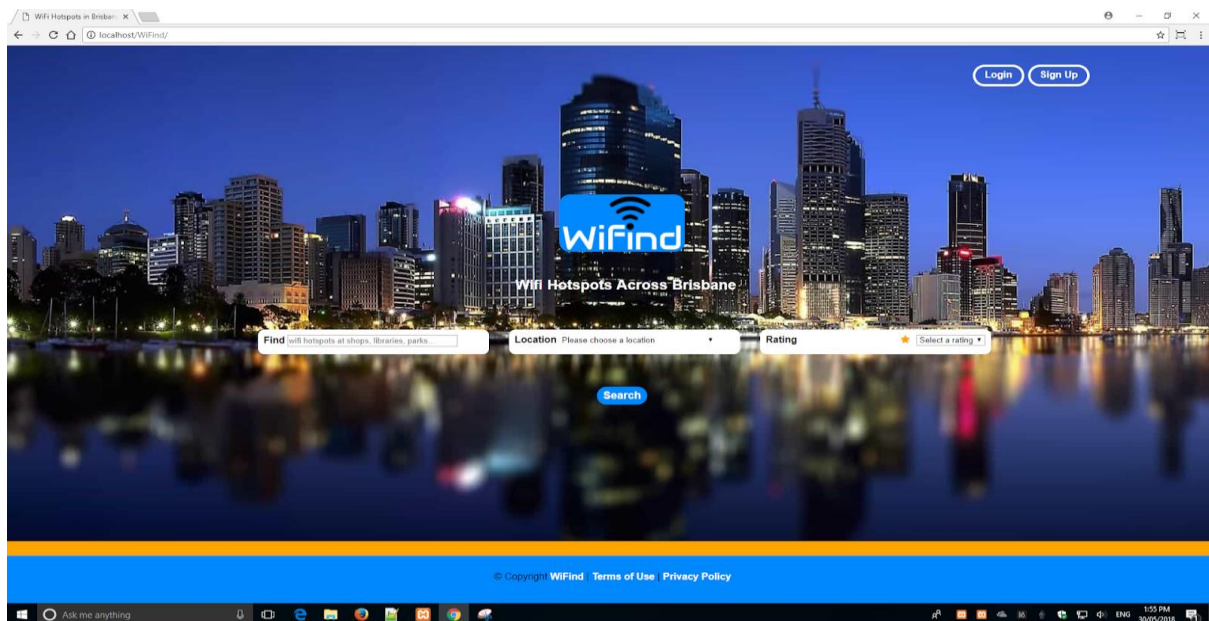 WiFi Hotspots in Brisban
localhost/WiFind/
Login Sign Up
WiFind
Wifi Hotspots Across Brisbane
Find wifi hotspots at shops, libraries, parks...
Location Please choose a location
Rating Select a rating
Search
© Copyright WiFind | Terms of Use | Privacy Policy
Ask me anything
ENG
1:55 PM
30/05/2018